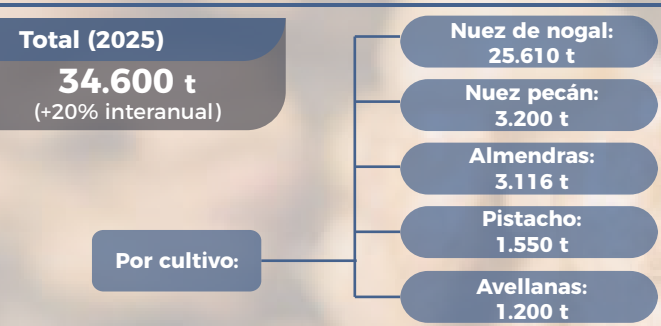 Total (2025)
34.600 t
(+20% interanual)
Por cultivo:
Nuez de nogal:
25.610 t
Nuez pecán:
3.200 t
Almendras:
3.116 t
Pistacho:
1.550 t
Avellanas:
1.200 t